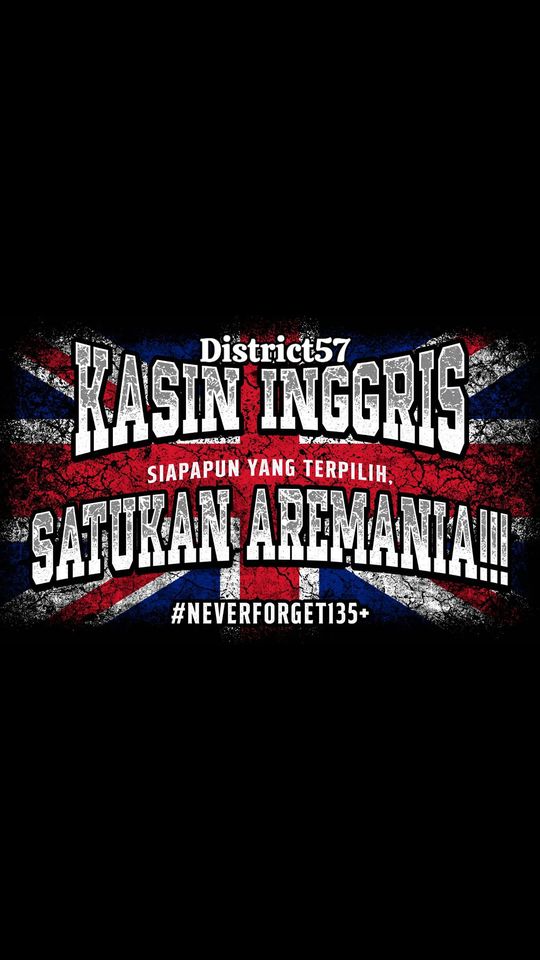 District57
KASIN INGGRIS
SIAPAPUN YANG TERPILIH,
SATUKAN AREMANIA!!!
#NEVERFORGET135+